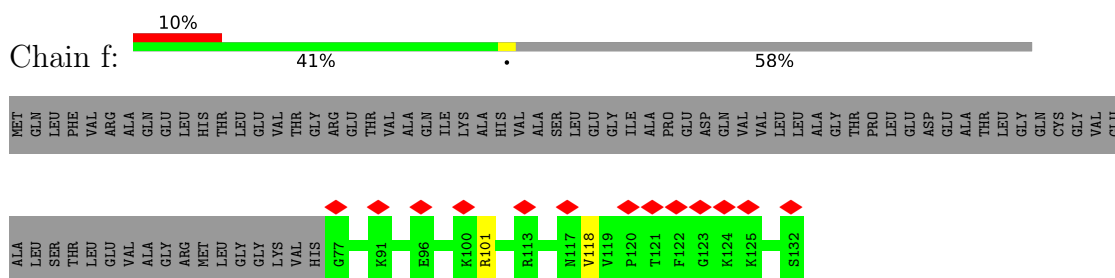 10%
Chain f:
41% • 58%
MET GLN LEU PHE VAL ARG ALA GLN GLU LEU HIS THR LEU GLU VAL THR GLY ARG GLU THR VAL ALA GLN ILE LYS ALA HIS VAL ALA SER LEU GLU GLY ILE ALA PRO GLU ASP GLN VAL VAL LEU LEU ALA GLY THR PRO LEU GLU ASP GLU ALA THR LEU GLY GLN CYS GLY VAL
ALA LEU SER THR LEU GLU VAL ALA GLY ARG MET LEU GLY GLY LYS VAL HIS G77 K91 E96 K100 R101 R113 N117 V118 V119 P120 T121 F122 G123 K124 K125 S132